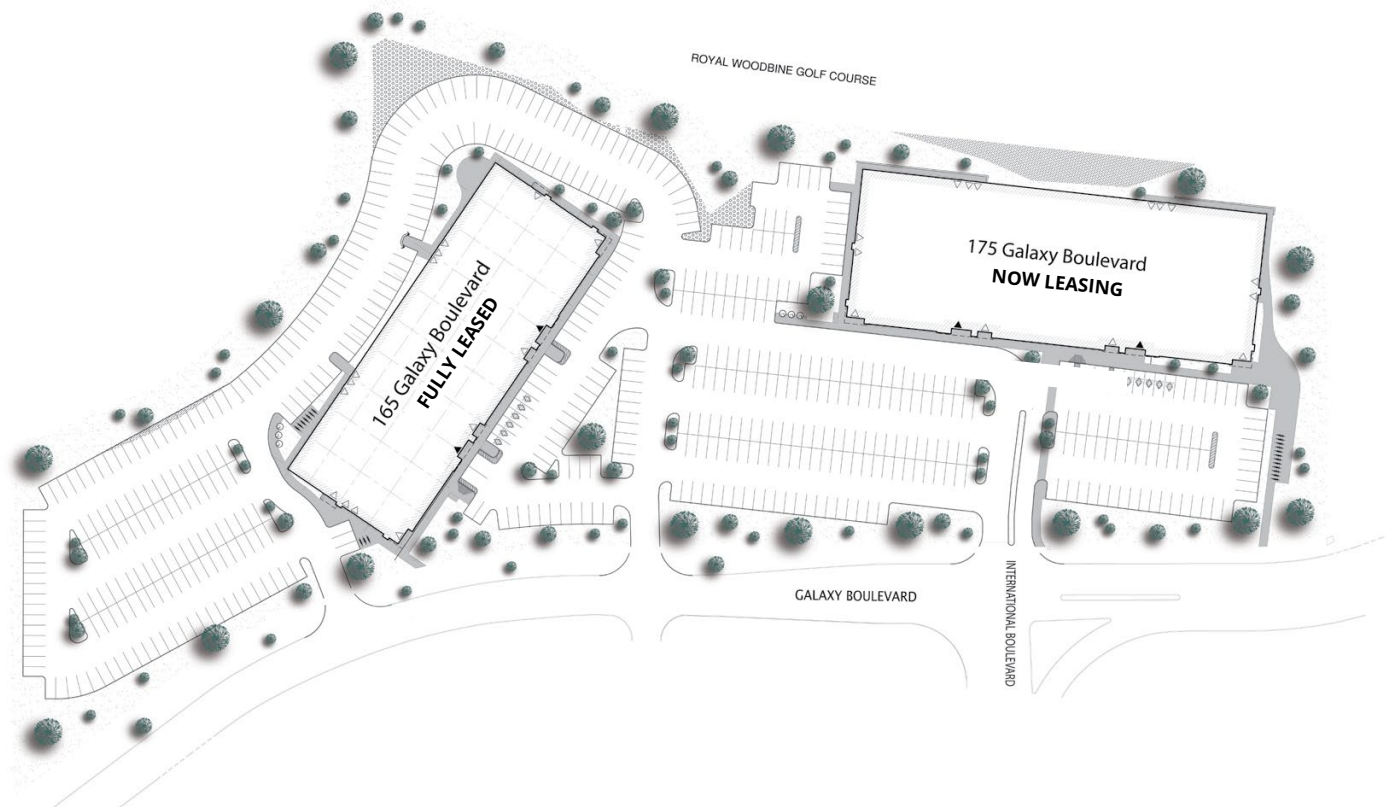 ROYAL WOODBINE GOLF COURSE
175 Galaxy Boulevard
NOW LEASING
165 Galaxy Boulevard
FULLY LEASED
GALAXY BOULEVARD
INTERNATIONAL BOULEVARD